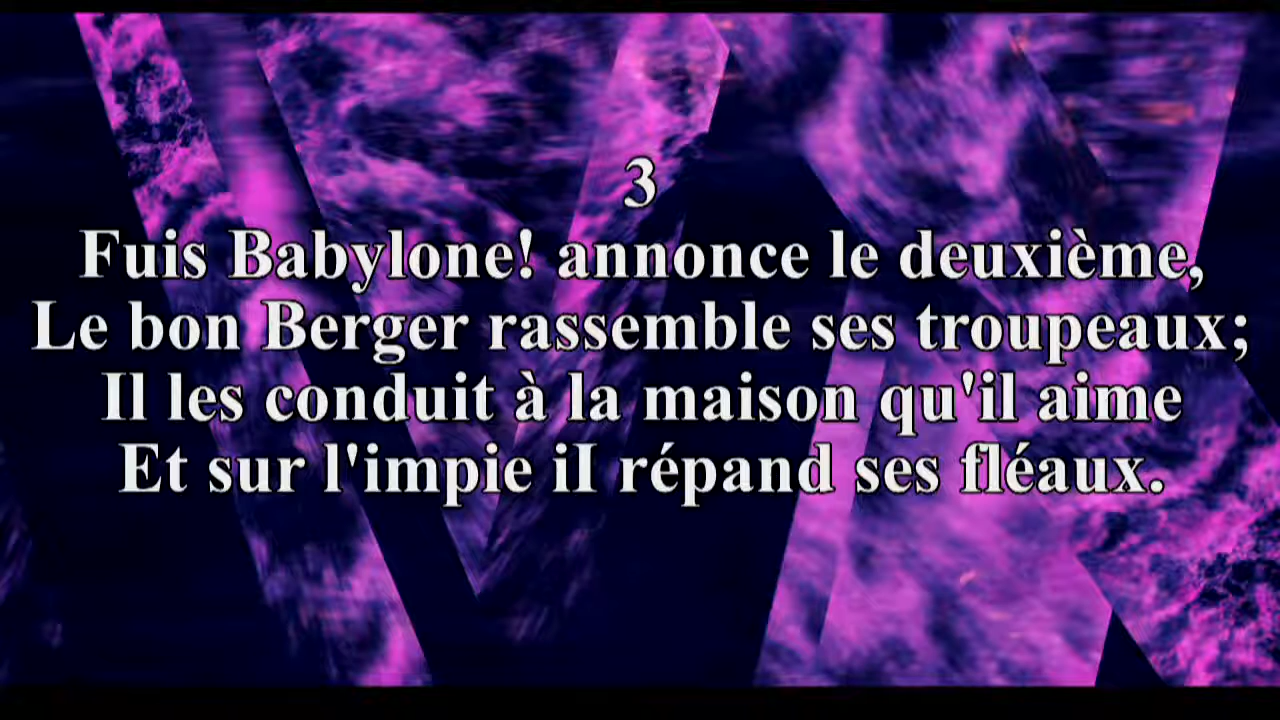 3
Fuis Babylone! annonce le deuxième,
Le bon Berger rassemble ses troupeaux;
Il les conduit à la maison qu'il aime
Et sur l'impie iI répand ses fléaux.